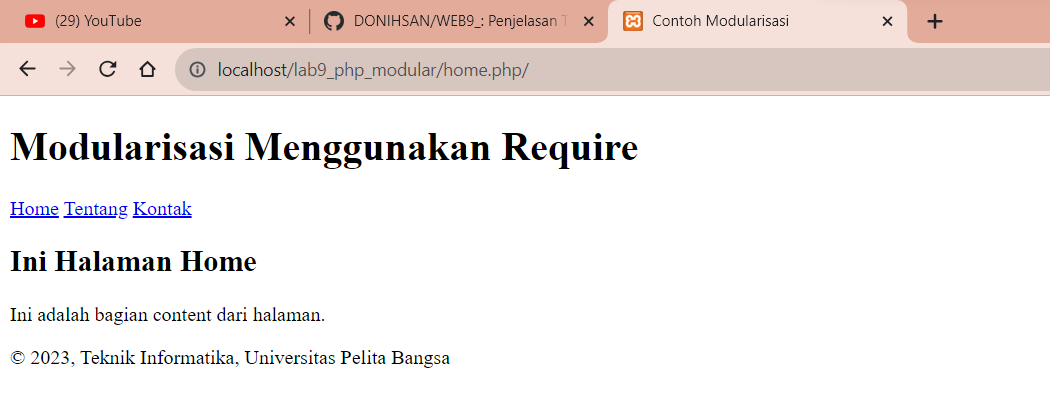 (29) YouTube
DONIHSAN/WEB9_: Penjelasan
Contoh Modularisasi
localhost/lab9_php_modular/home.php/
Modularisasi Menggunakan Require
Home Tentang Kontak
Ini Halaman Home
Ini adalah bagian content dari halaman.
© 2023, Teknik Informatika, Universitas Pelita Bangsa